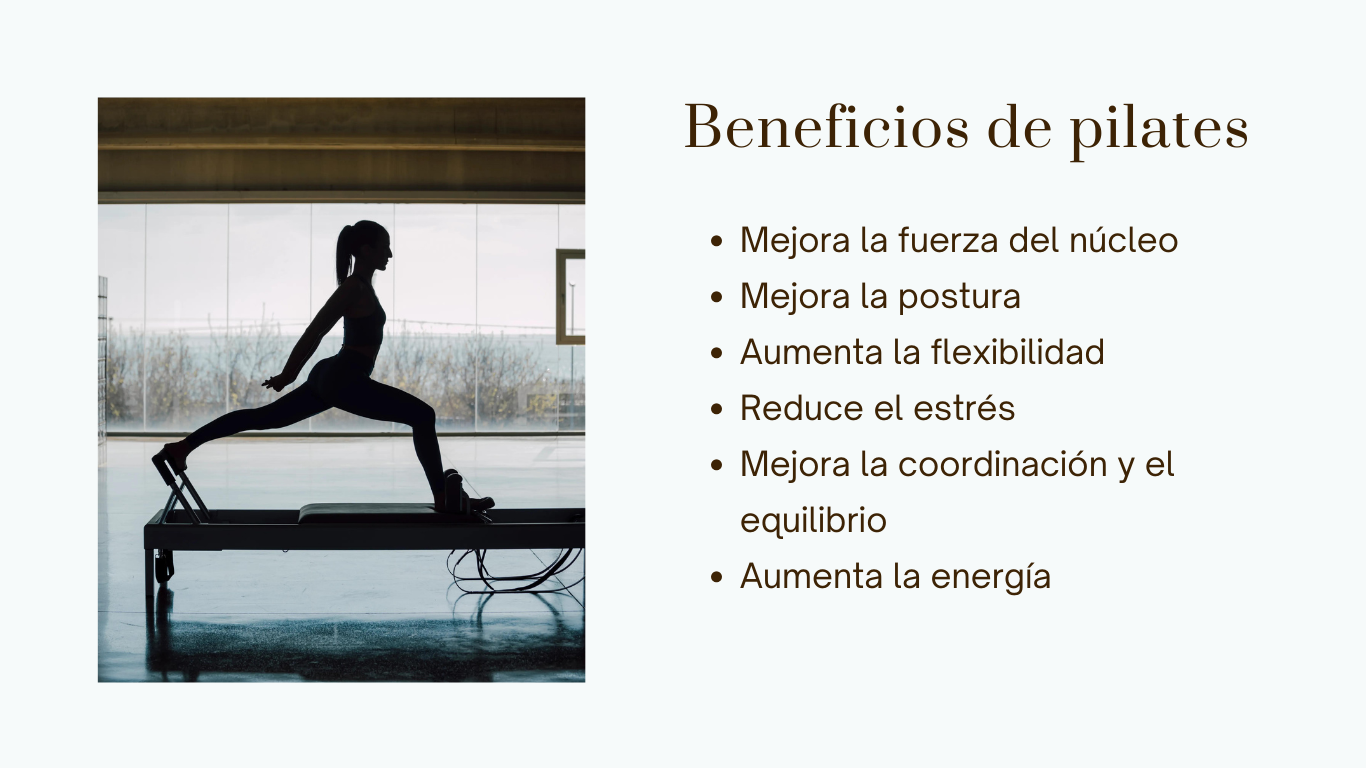 Beneficios de pilates
• Mejora la fuerza del núcleo
• Mejora la postura
• Aumenta la flexibilidad
• Reduce el estrés
• Mejora la coordinación y el
equilibrio
• Aumenta la energía